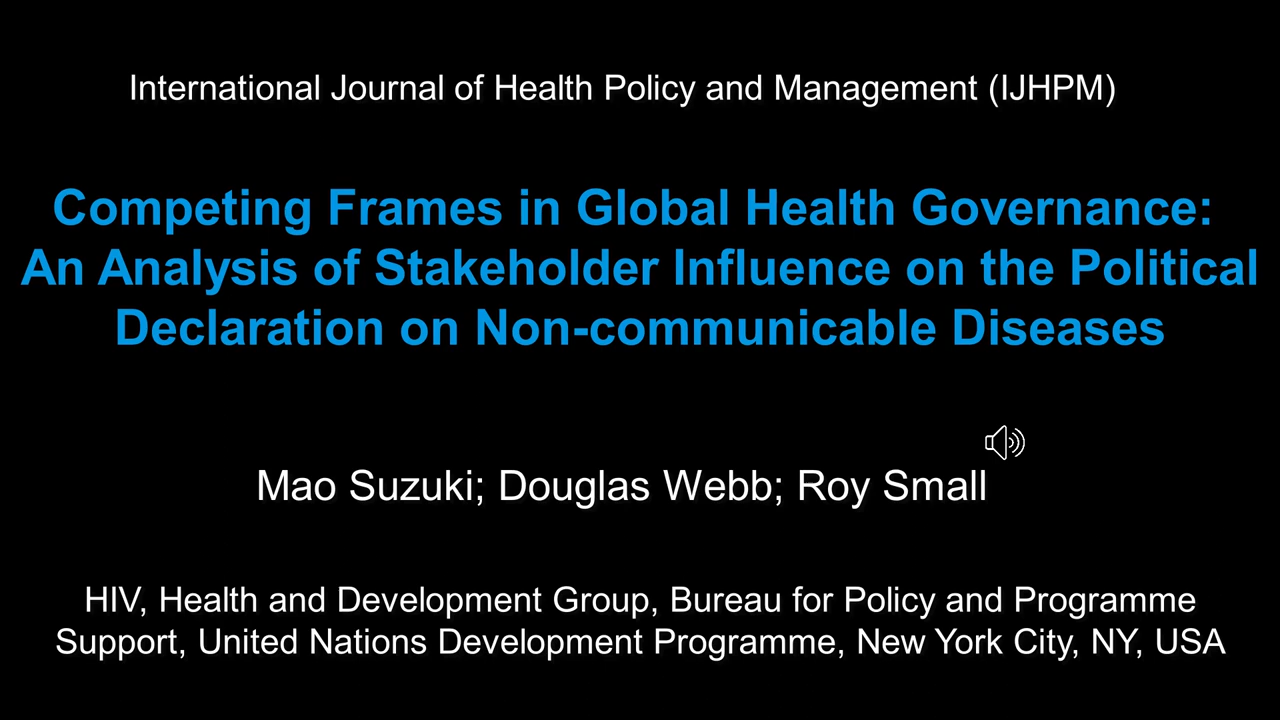 International Journal of Health Policy and Management (IJHPM)
Competing Frames in Global Health Governance:
An Analysis of Stakeholder Influence on the Political
Declaration on Non-communicable Diseases
Mao Suzuki; Douglas Webb; Roy Small
HIV, Health and Development Group, Bureau for Policy and Programme
Support, United Nations Development Programme, New York City, NY, USA